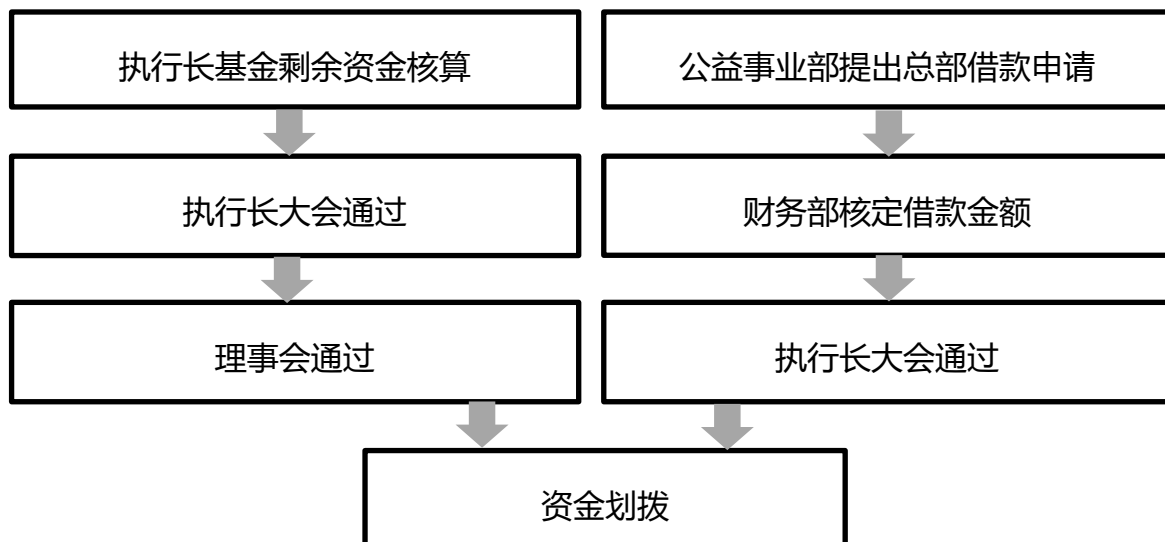 执行长基金剩余资金核算
公益事业部提出总部借款申请
执行长大会通过
财务部核定借款金额
理事会通过
执行长大会通过
资金划拨